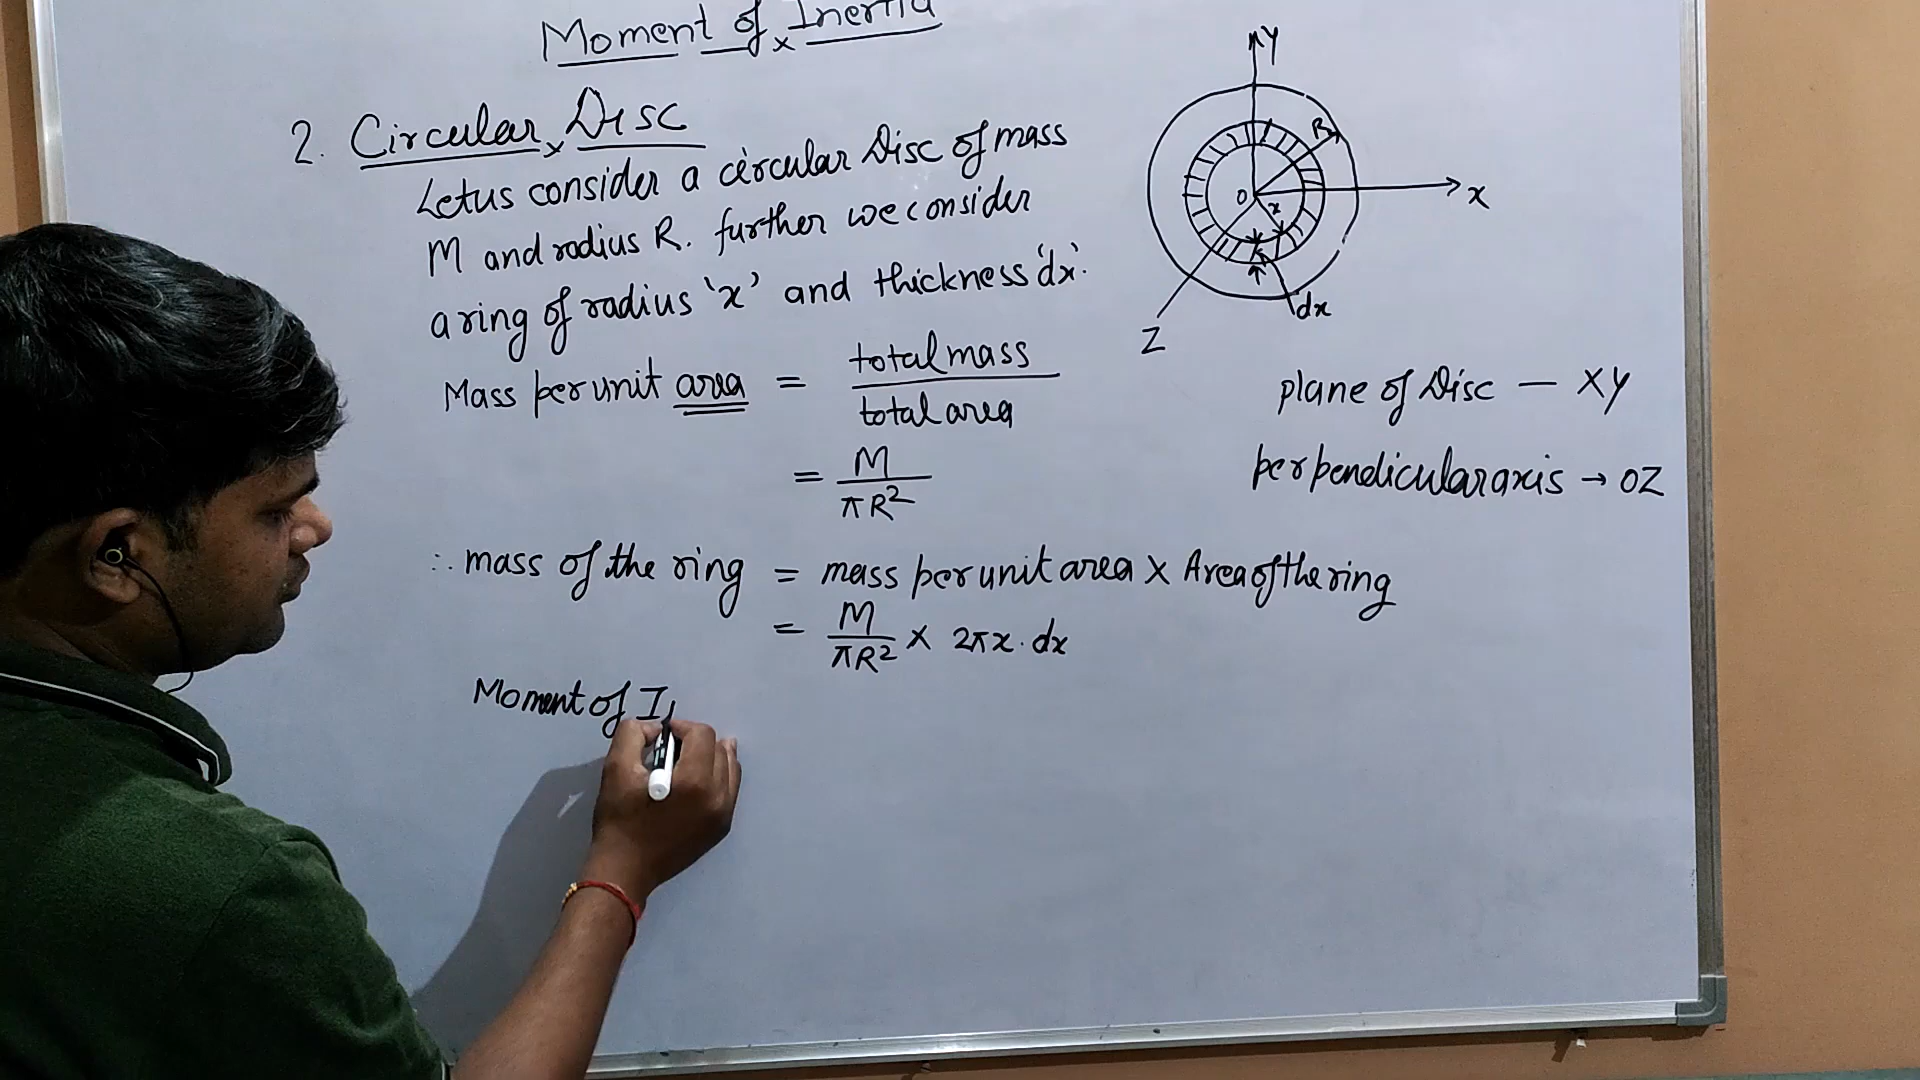 Moment of Inertia
2. Circular Disc
Let us consider a circular Disc of mass
M and radius R. further we consider
a ring of radius 'x' and thickness 'dx'.
Mass per unit area = total mass / total area
= M / πR²
∴ mass of the ring = mass per unit area × Area of the ring
= M / πR² × 2πx. dx
Moment of I
Y
R
O
x
x
dx
Z
plane of Disc — XY
perpendicular axis → OZ